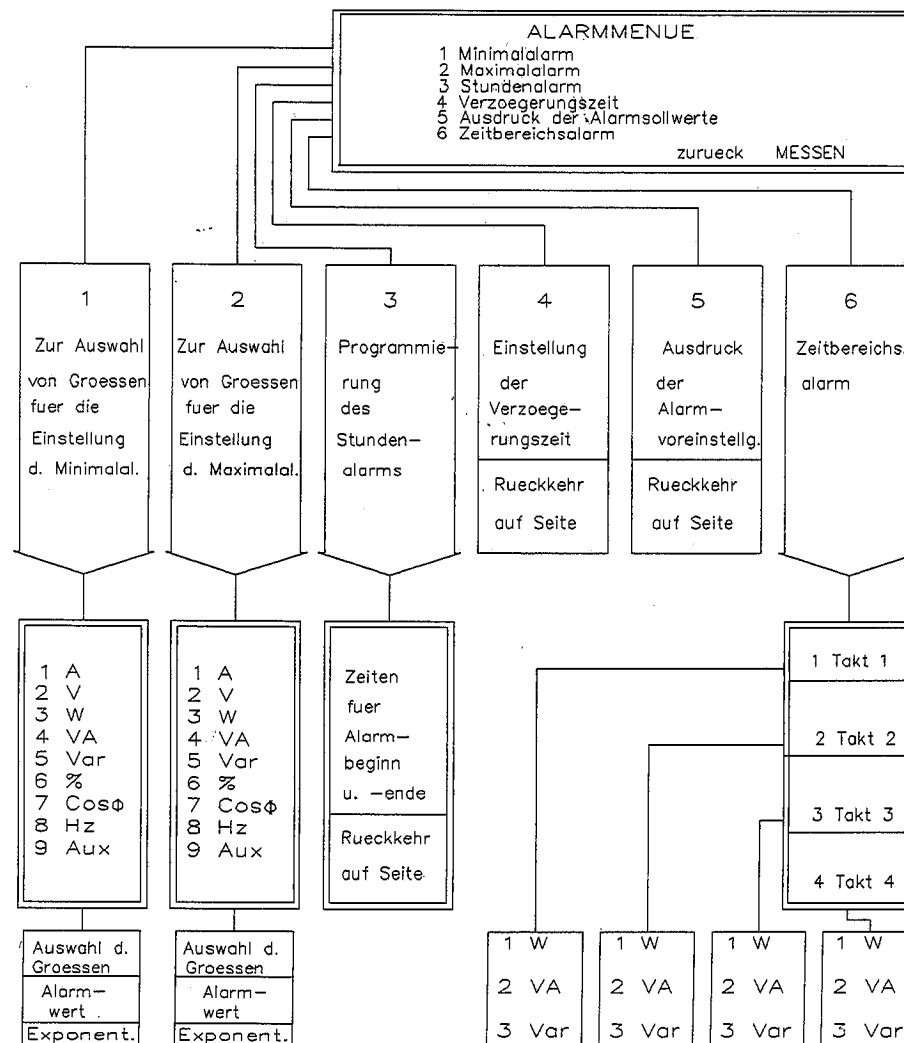 ALARMMENUE
1 Minimalalarm
2 Maximalalarm
3 Stundenalarm
4 Verzoegerungszeit
5 Ausdruck der Alarmsollwerte
6 Zeitbereichsalarm
zurueck MESSEN
1
Zur Auswahl
von Groessen
fuer die
Einstellung
d. Minimalal.
2
Zur Auswahl
von Groessen
fuer die
Einstellung
d. Maximalal.
3
Programmie-
rung
des
Stunden-
alarms
4
Einstellung
der
Verzoege-
rungszeit
Rueckkehr
auf Seite
5
Ausdruck
der
Alarm-
voreinstellg.
Rueckkehr
auf Seite
6
Zeitbereichs.
alarm
1 A
2 V
3 W
4 VA
5 Var
6 %
7 CosΦ
8 Hz
9 Aux
1 A
2 V
3 W
4 VA
5 Var
6 %
7 CosΦ
8 Hz
9 Aux
Zeiten
fuer
Alarm-
beginn
u. -ende
Rueckkehr
auf Seite
1 Takt 1
2 Takt 2
3 Takt 3
4 Takt 4
Auswahl d.
Groessen
Alarm-
wert
Exponent.
Auswahl d.
Groessen
Alarm-
wert
Exponent.
1 W
2 VA
3 Var
1 W
2 VA
3 Var
1 W
2 VA
3 Var
1 W
2 VA
3 Var